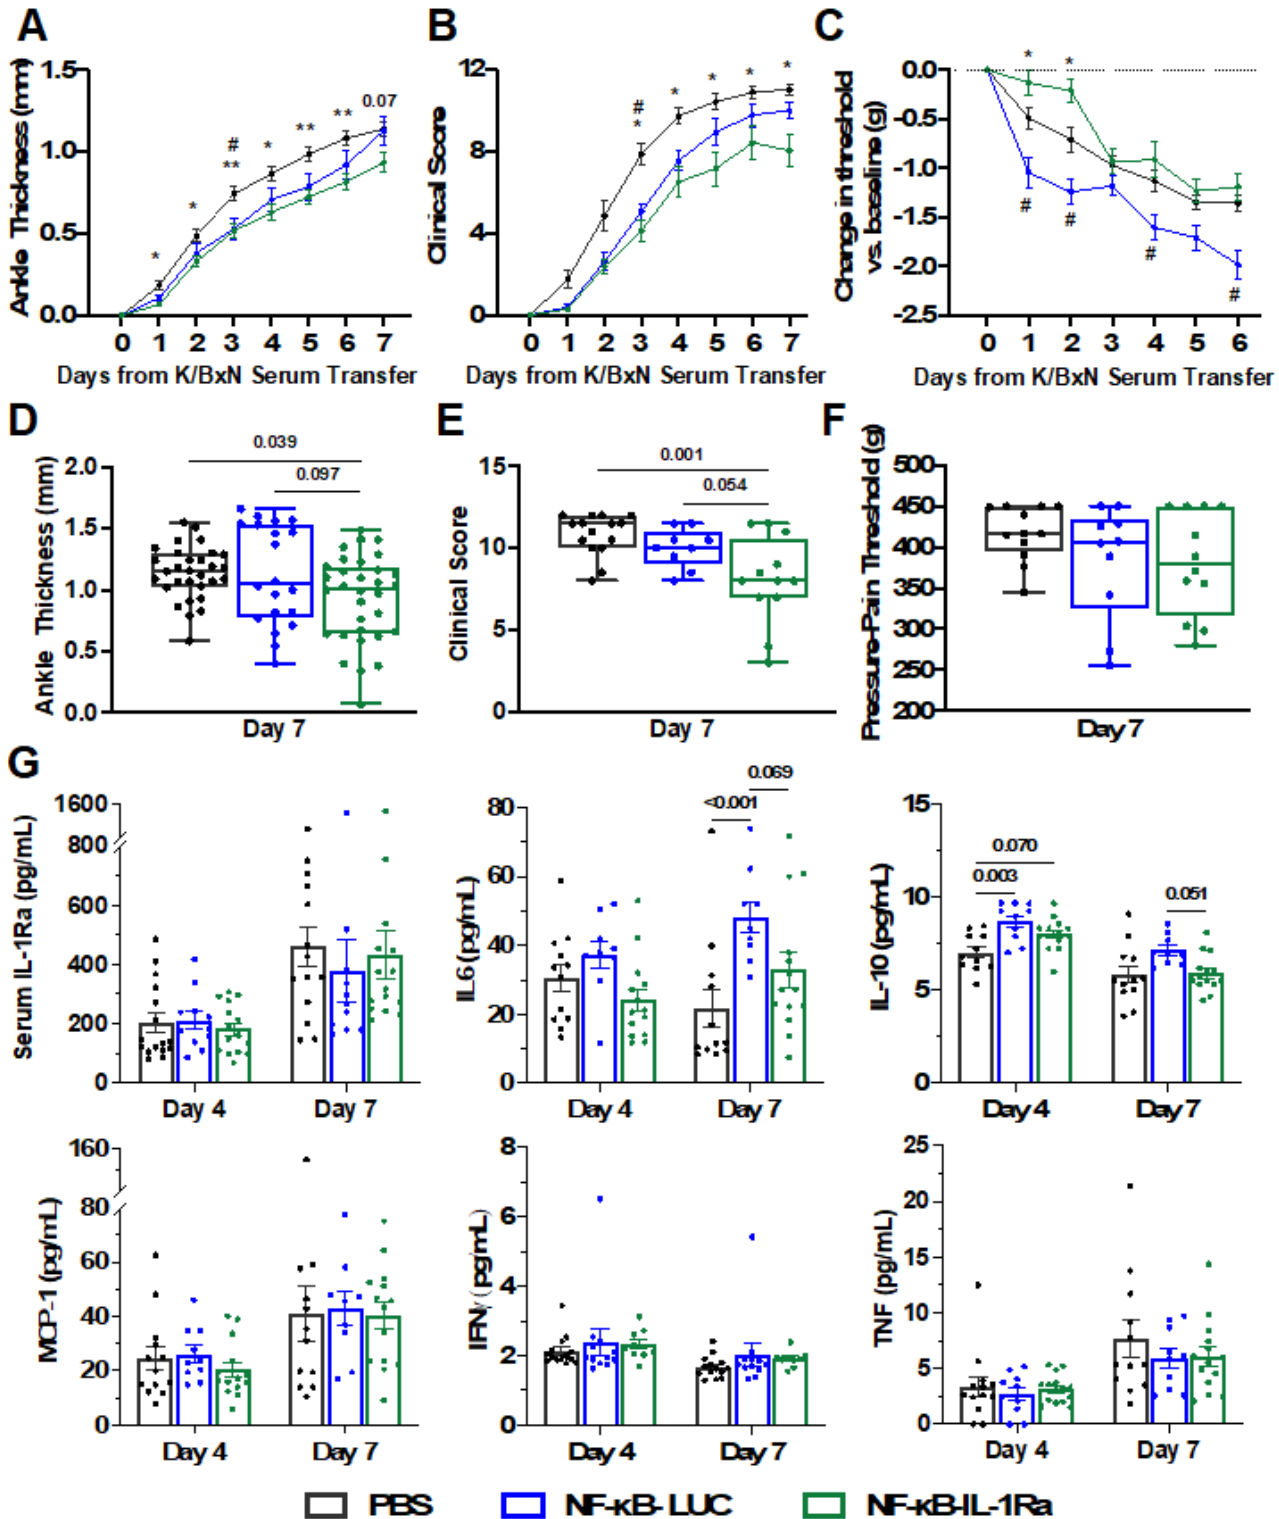 A
Ankle Thickness (mm)
1.5
1.0
0.5
0.0
*
*
#
**
*
**
**
0.07
0 1 2 3 4 5 6 7
Days from K/BxN Serum Transfer
B
Clinical Score
12
8
4
0
#
*
*
*
*
*
0 1 2 3 4 5 6 7
Days from K/BxN Serum Transfer
C
Change in threshold
vs. baseline (g)
0.0
-0.5
-1.0
-1.5
-2.0
-2.5
*
*
#
#
#
#
0 1 2 3 4 5 6
Days from K/BxN Serum Transfer
D
Ankle Thickness (mm)
2.0
1.5
1.0
0.5
0.0
0.039
0.097
Day 7
E
Clinical Score
15
10
5
0
0.001
0.054
Day 7
F
Pressure-Pain Threshold (g)
500
450
400
350
300
250
200
Day 7
G
Serum IL-1Ra (pg/mL)
1600
800
600
400
200
0
Day 4 Day 7
IL6 (pg/mL)
80
60
40
20
0
<0.001
0.069
Day 4 Day 7
IL-10 (pg/mL)
15
10
5
0
0.070
0.003
0.051
Day 4 Day 7
MCP-1 (pg/mL)
160
80
60
40
20
0
Day 4 Day 7
IFNγ (pg/mL)
8
6
4
2
0
Day 4 Day 7
TNF (pg/mL)
25
20
15
10
5
0
Day 4 Day 7
PBS NF-κB-LUC NF-κB-IL-1Ra